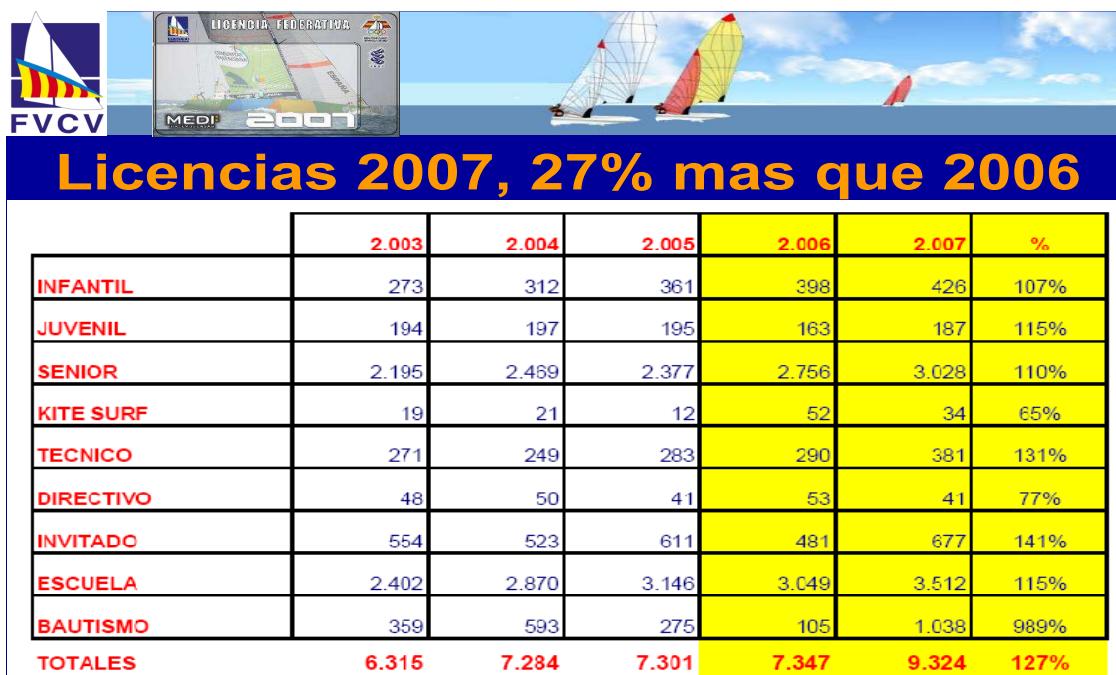 LICENCIA FEDERATIVA
ESPAÑA
MEDI
2007
FVCV
Licencias 2007, 27% mas que 2006
2.003 2.004 2.005 2.006 2.007 %
INFANTIL 273 312 361 398 426 107%
JUVENIL 194 197 195 163 187 115%
SENIOR 2.195 2.469 2.377 2.756 3.028 110%
KITE SURF 19 21 12 52 34 65%
TECNICO 271 249 283 290 381 131%
DIRECTIVO 48 50 41 53 41 77%
INVITADO 554 523 611 481 677 141%
ESCUELA 2.402 2.870 3.146 3.049 3.512 115%
BAUTISMO 359 593 275 105 1.038 989%
TOTALES 6.315 7.284 7.301 7.347 9.324 127%